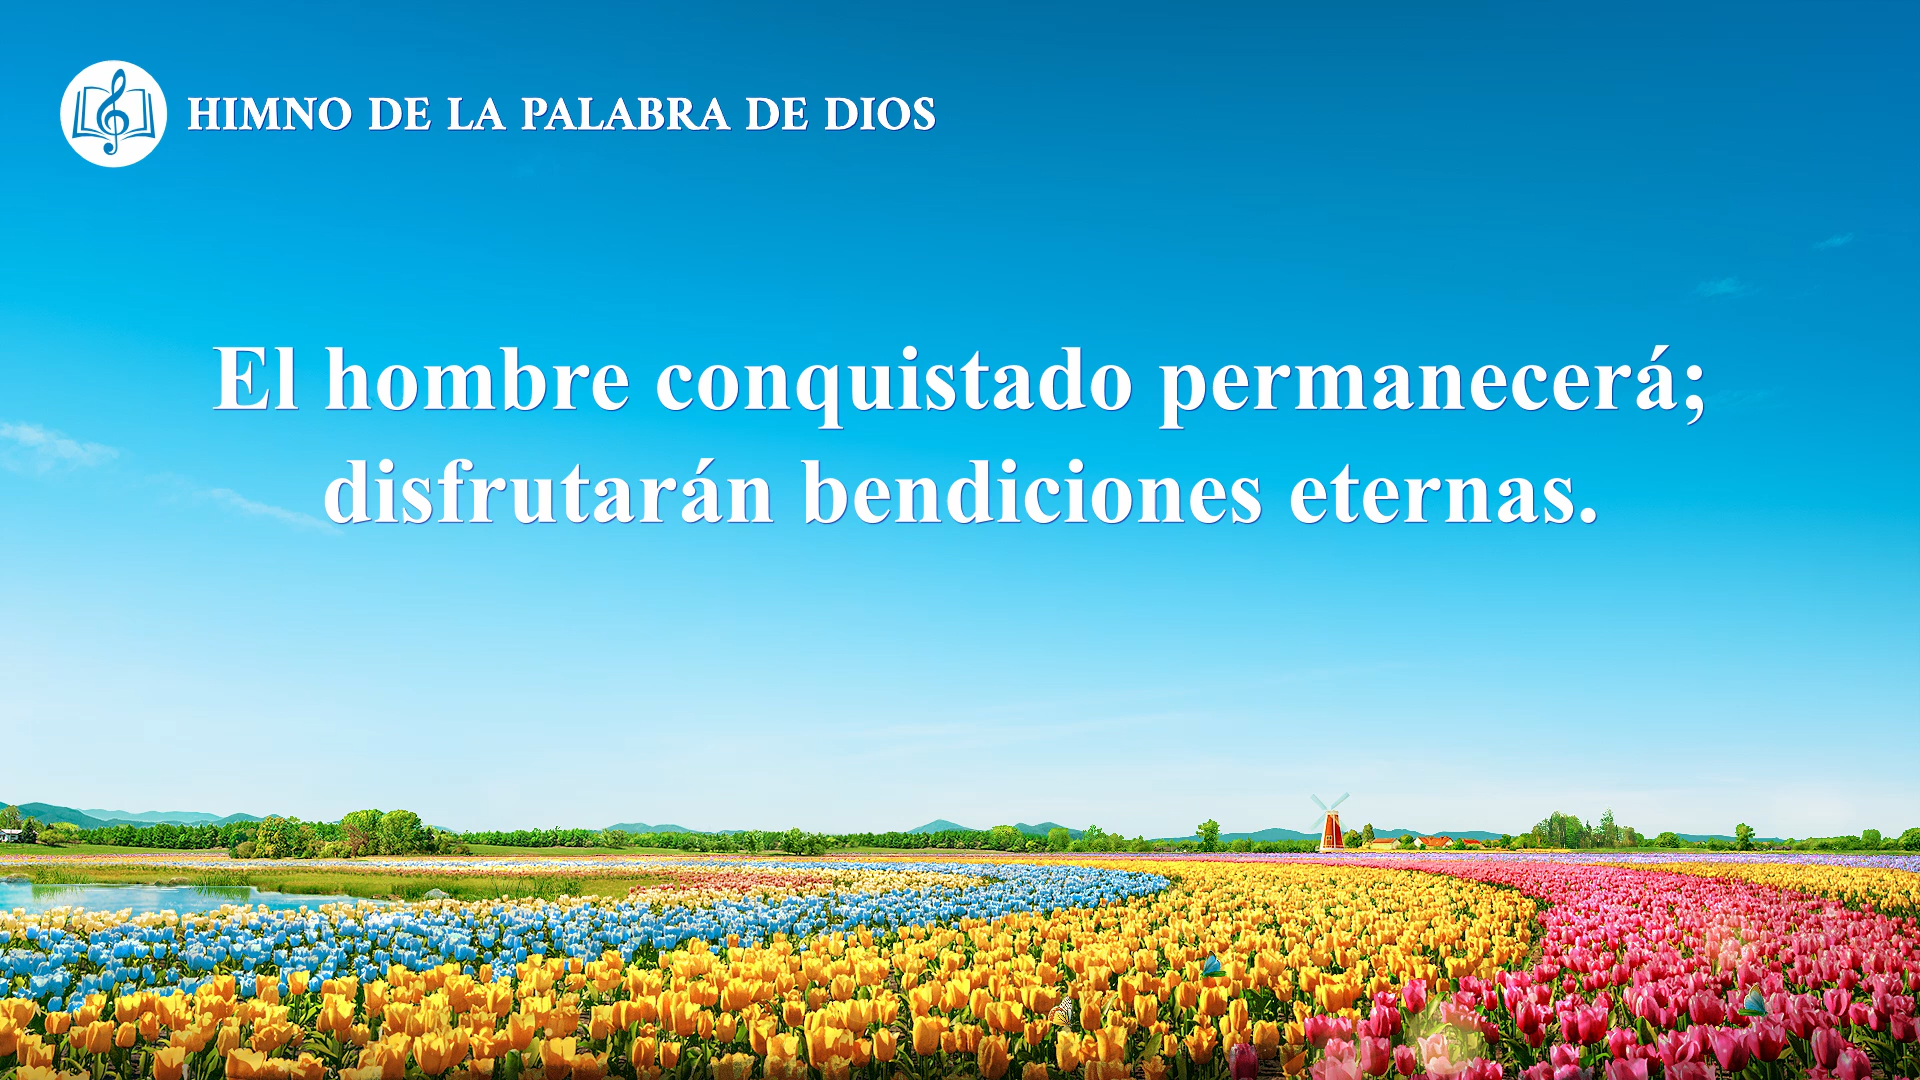 HIMNO DE LA PALABRA DE DIOS
El hombre conquistado permanecerá;
disfrutarán bendiciones eternas.